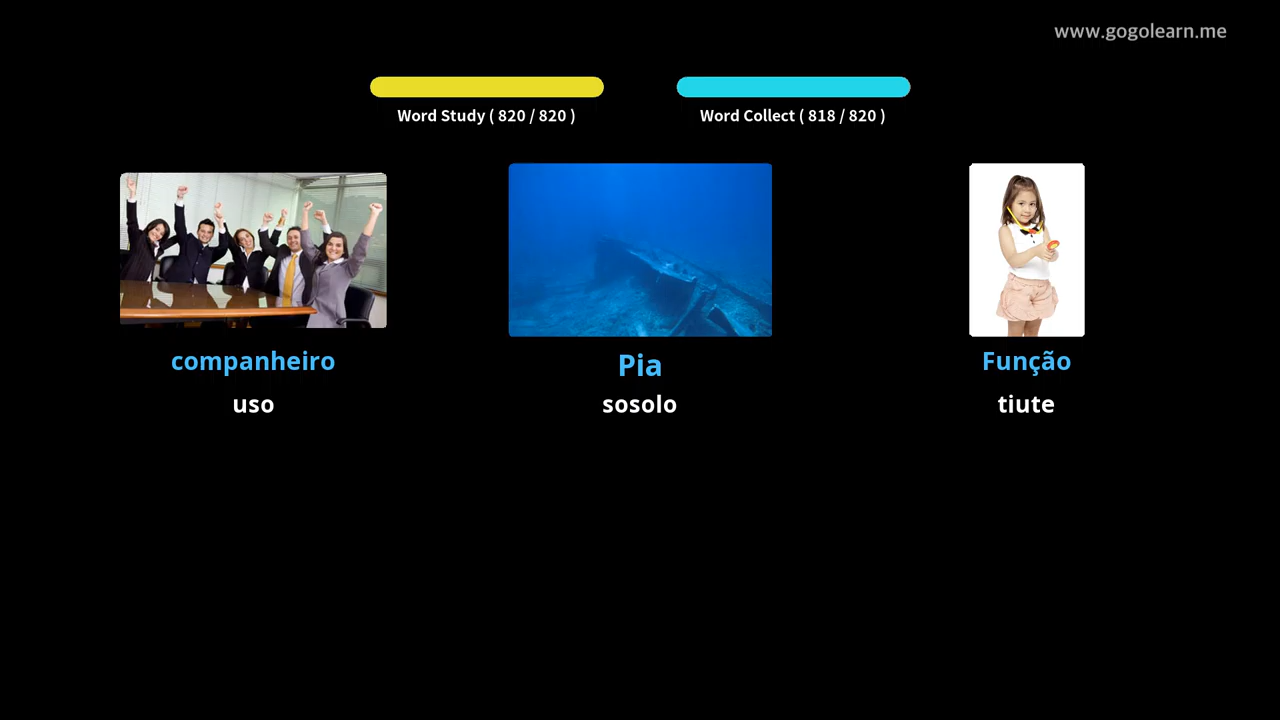 www.gogolearn.me
Word Study ( 820 / 820 )
Word Collect ( 818 / 820 )
companheiro
Pia
Função
uso
sosolo
tiute